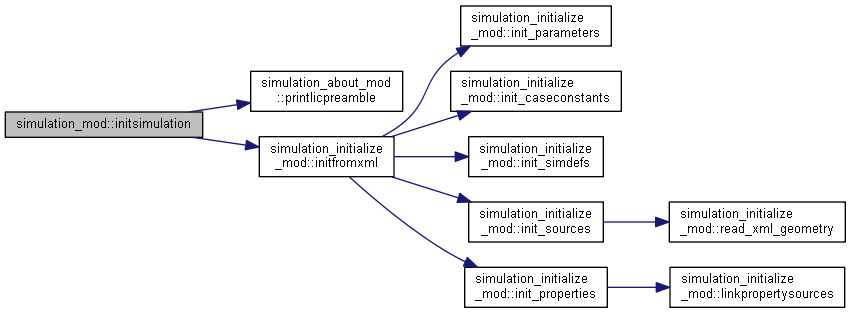 simulation_initialize
_mod::init_parameters
simulation_about_mod
::printlicpreamble
simulation_initialize
_mod::init_caseconstants
simulation_mod::initsimulation
simulation_initialize
_mod::initfromxml
simulation_initialize
_mod::init_simdefs
simulation_initialize
_mod::init_sources
simulation_initialize
_mod::read_xml_geometry
simulation_initialize
_mod::init_properties
simulation_initialize
_mod::linkpropertysources